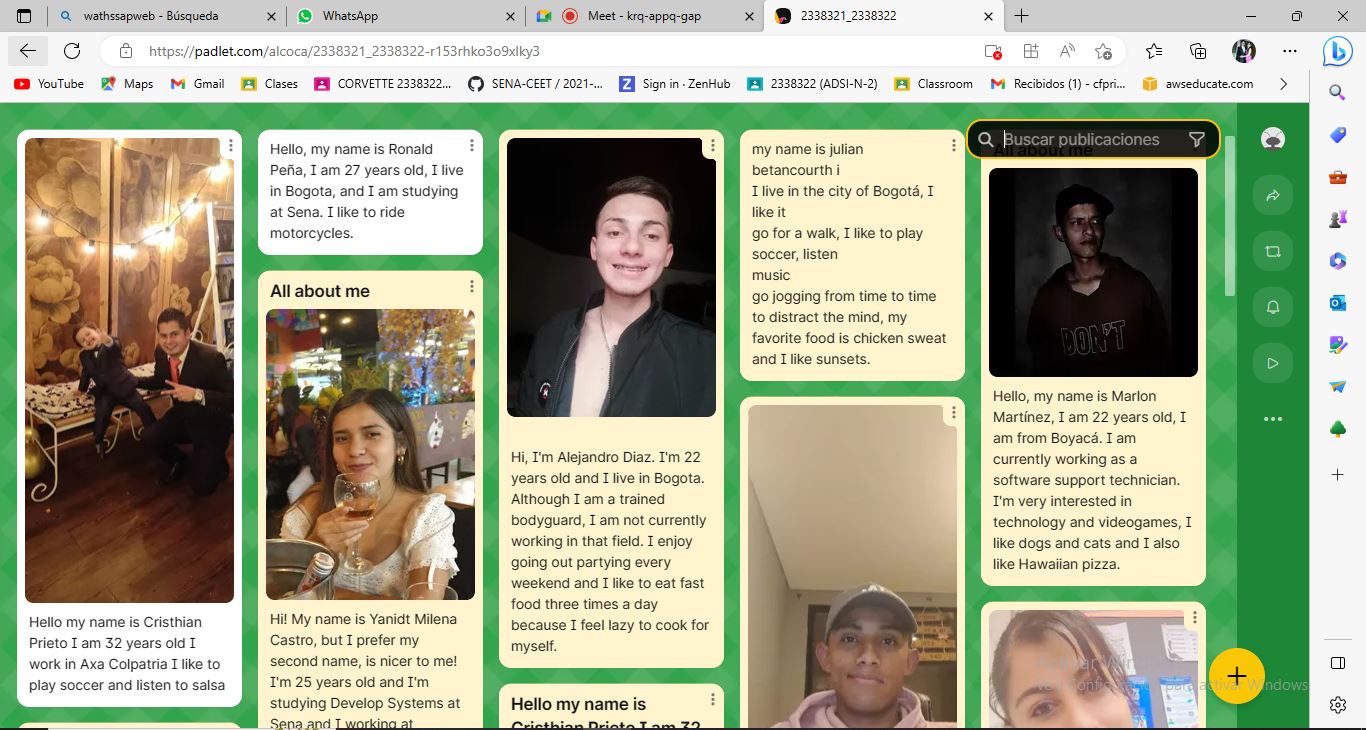 wathssapweb - Búsqueda
WhatsApp
Meet - krq-appq-gap
2338321_2338322
https://padlet.com/alcoca/2338321_2338322-r153rhko3o9xlky3
YouTube
Maps
Gmail
Clases
CORVETTE 2338322...
SENA-CEET / 2021-...
Sign in · ZenHub
2338322 (ADSI-N-2)
Classroom
Recibidos (1) - cfpri...
awseducate.com
Hello my name is Cristhian
Prieto I am 32 years old I
work in Axa Colpatria I like to
play soccer and listen to salsa
Hello, my name is Ronald
Peña, I am 27 years old, I live
in Bogota, and I am studying
at Sena. I like to ride
motorcycles.
All about me
Hi! My name is Yanidt Milena
Castro, but I prefer my
second name, is nicer to me!
I'm 25 years old and I'm
studying Develop Systems at
Sena and I working at
Hi, I'm Alejandro Diaz. I'm 22
years old and I live in Bogota.
Although I am a trained
bodyguard, I am not currently
working in that field. I enjoy
going out partying every
weekend and I like to eat fast
food three times a day
because I feel lazy to cook for
myself.
Hello my name is
Cristhian Prieto I am 32
my name is julian
betancourth i
I live in the city of Bogotá, I
like it
go for a walk, I like to play
soccer, listen
music
go jogging from time to time
to distract the mind, my
favorite food is chicken sweat
and I like sunsets.
Buscar publicaciones
All about me
DON'T
Hello, my name is Marlon
Martínez, I am 22 years old, I
am from Boyacá. I am
currently working as a
software support technician.
I'm very interested in
technology and videogames, I
like dogs and cats and I also
like Hawaiian pizza.
para activar Windows